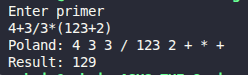 Enter primer
4+3/3*(123+2)
Poland: 4 3 3 / 123 2 + * +
Result: 129